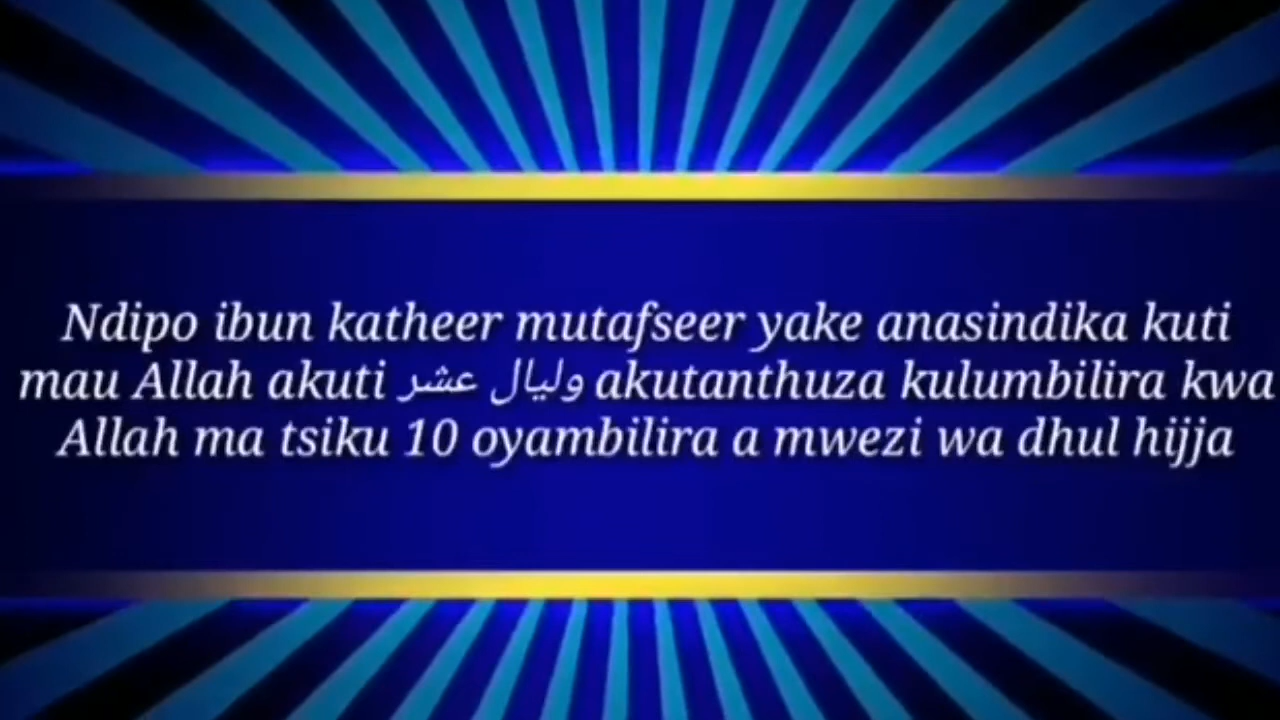 Ndipo ibun katheer mutafseer yake anasindika kuti
mau Allah akuti وليال عشر akutanthuza kulumbilira kwa
Allah ma tsiku 10 oyambilira a mwezi wa dhul hijja